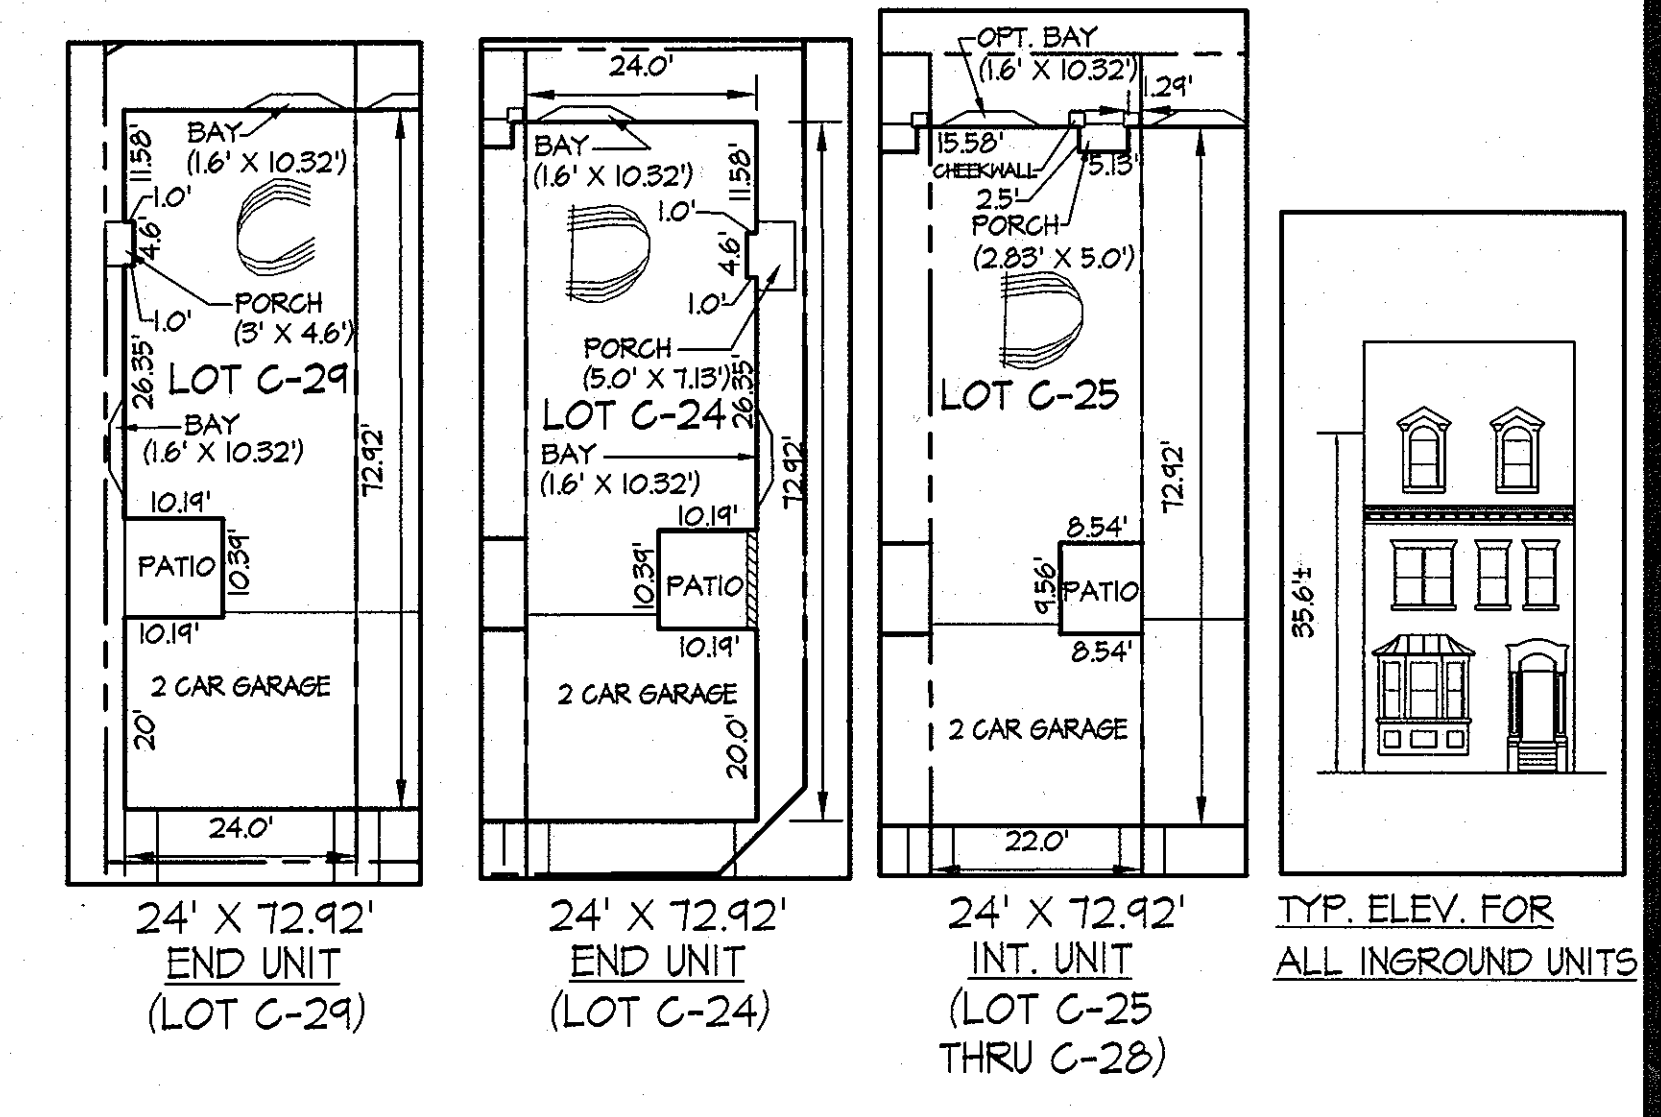 BAY
(1.6' X 10.32')
11.58'
1.0'
4.6'
PORCH
(3' X 4.6')
1.0'
26.35'
LOT C-29
BAY
(1.6' X 10.32')
72.92'
10.19'
PATIO
10.39'
10.19'
2 CAR GARAGE
20'
24.0'
24' X 72.92'
END UNIT
(LOT C-29)
24.0'
BAY
(1.6' X 10.32')
11.58'
1.0'
4.6'
1.0'
PORCH
(5.0' X 7.13')
26.35'
LOT C-24
BAY
(1.6' X 10.32')
72.92'
10.19'
10.39'
PATIO
10.19'
2 CAR GARAGE
20.0'
24' X 72.92'
END UNIT
(LOT C-24)
OPT. BAY
(1.6' X 10.32')
1.29'
15.58'
CHEEKWALL
5.13'
2.5'
PORCH
(2.83' X 5.0')
LOT C-25
72.92'
8.54'
9.56'
PATIO
8.54'
2 CAR GARAGE
22.0'
24' X 72.92'
INT. UNIT
(LOT C-25
THRU C-28)
35.6'±
TYP. ELEV. FOR
ALL INGROUND UNITS